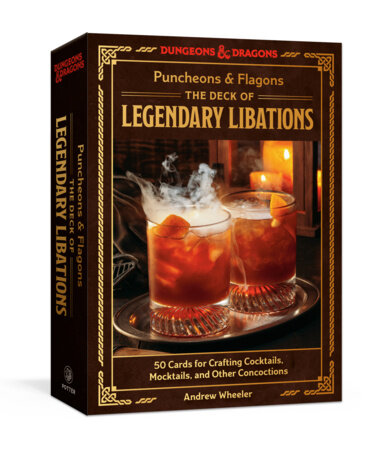 DUNGEONS & DRAGONS
Puncheons & Flagons
THE DECK OF
LEGENDARY LIBATIONS
50 Cards for Crafting Cocktails,
Mocktails, and Other Concoctions
Andrew Wheeler
DUNGEONS
& DRAGONS
Puncheons & Flagons
THE DECK OF
LEGENDARY LIBATIONS
POTTER